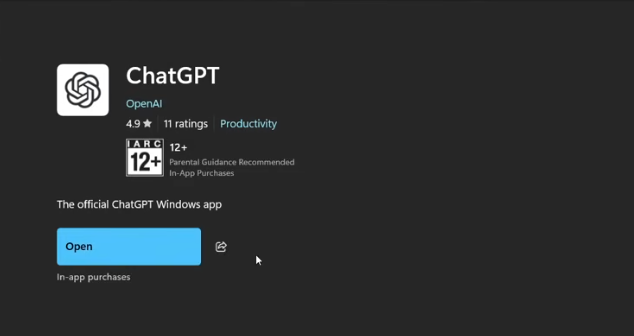 ChatGPT
OpenAI
4.9 ★ 11 ratings Productivity
IARC
12+
12+
Parental Guidance Recommended
In-App Purchases
The official ChatGPT Windows app
Open
In-app purchases